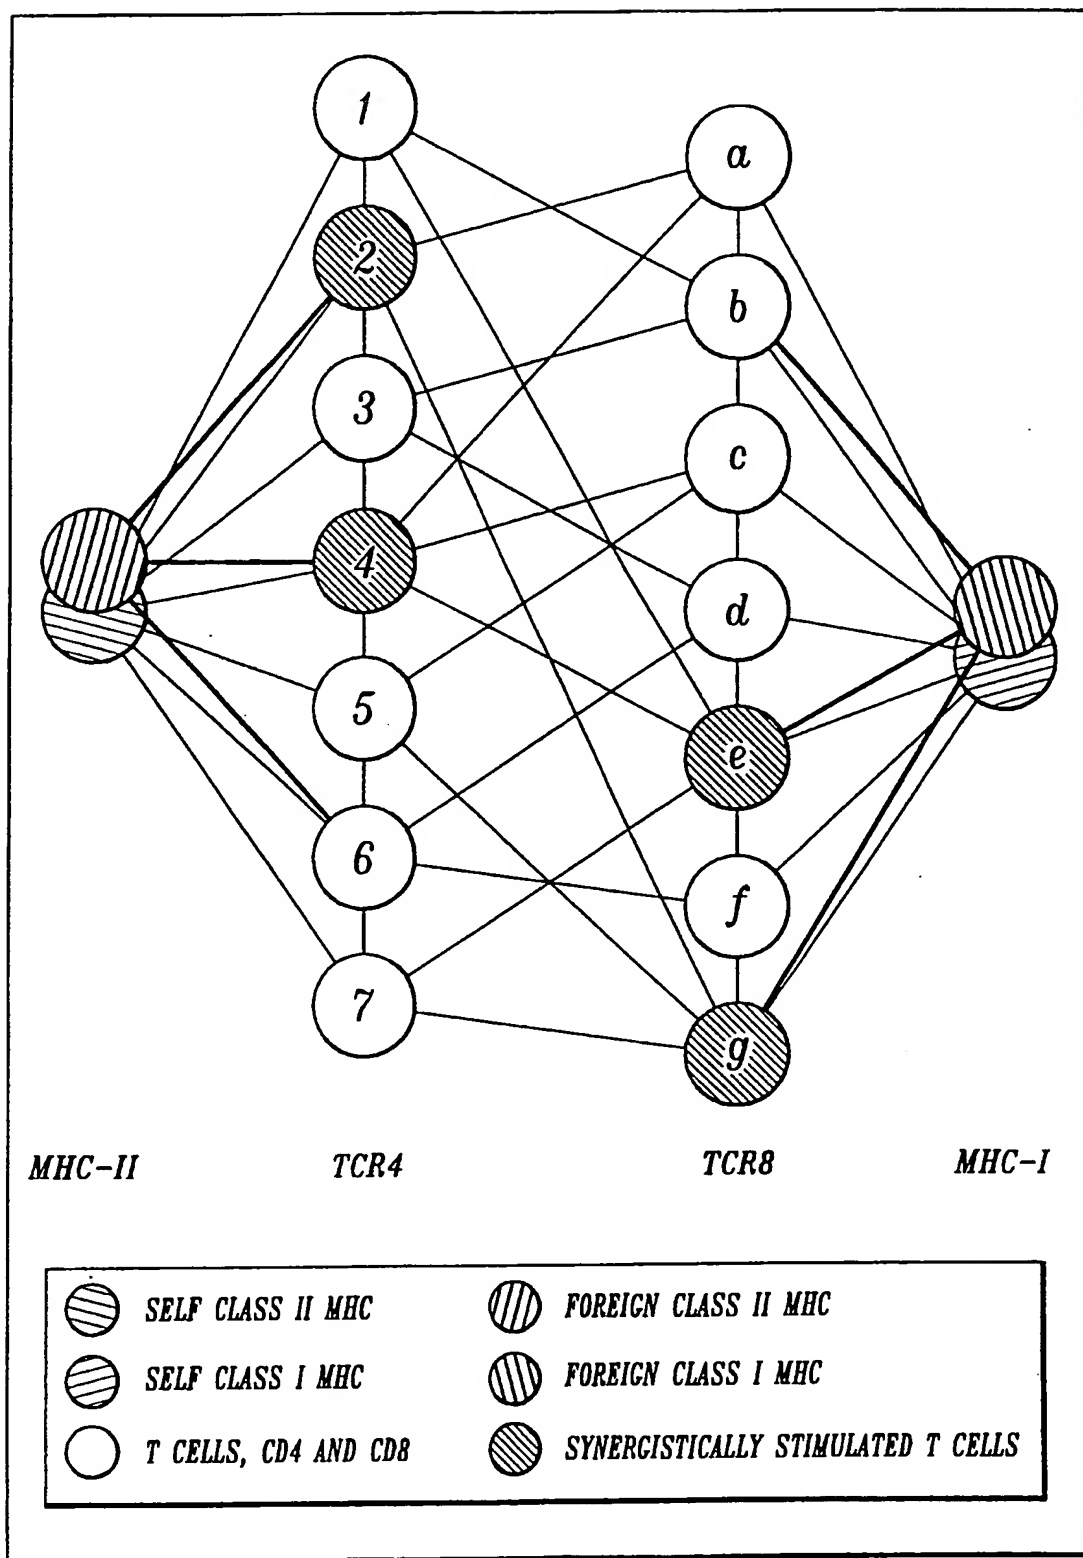 1
a
2
b
3
c
4
d
5
e
6
f
7
g
MHC-II TCR4 TCR8 MHC-I
SELF CLASS II MHC
FOREIGN CLASS II MHC
SELF CLASS I MHC
FOREIGN CLASS I MHC
T CELLS, CD4 AND CD8
SYNERGISTICALLY STIMULATED T CELLS